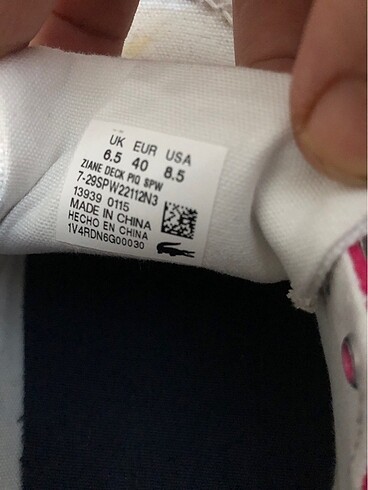 UK EUR USA
6.5 40 8.5
ZIANE DECK PIQ SPW
7-29SPW22112N3
13939 0115
MADE IN CHINA
HECHO EN CHINA
1V4RDN6G00030